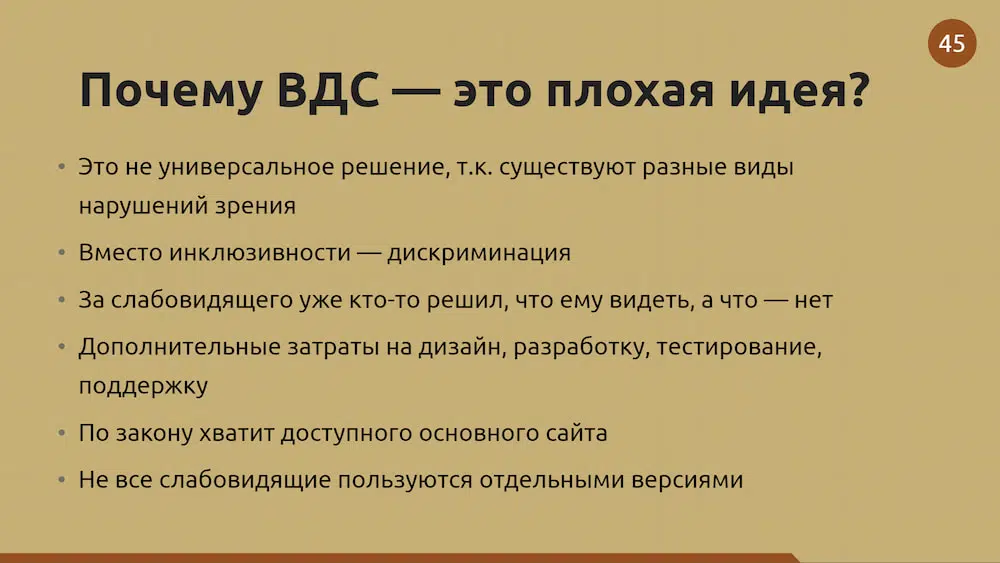 45
Почему ВДС — это плохая идея?
• Это не универсальное решение, т.к. существуют разные виды
нарушений зрения
• Вместо инклюзивности — дискриминация
• За слабовидящего уже кто-то решил, что ему видеть, а что — нет
• Дополнительные затраты на дизайн, разработку, тестирование,
поддержку
• По закону хватит доступного основного сайта
• Не все слабовидящие пользуются отдельными версиями